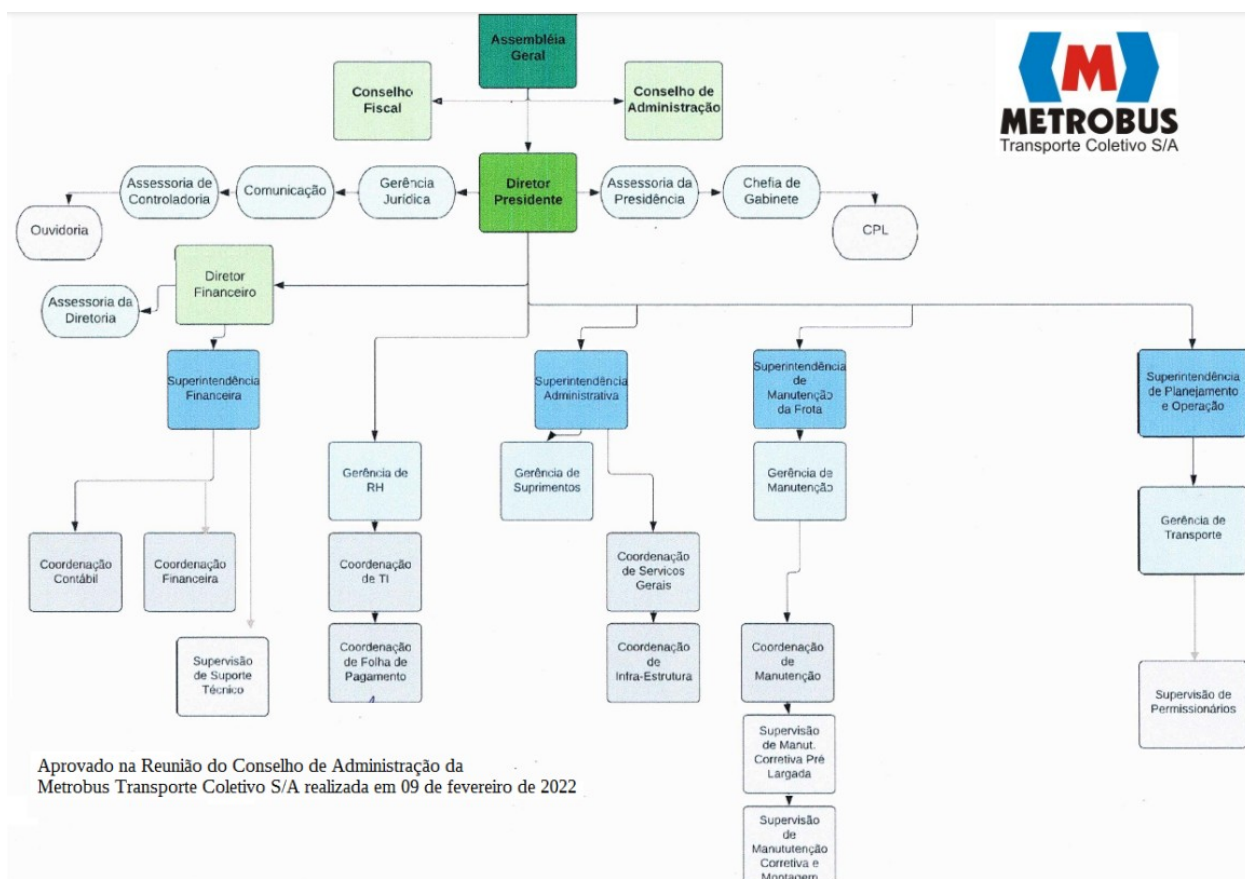 Assembléia
Geral
Conselho
Fiscal
Conselho de
Administração
M
METROBUS
Transporte Coletivo S/A
Assessoria de
Controladoria
Comunicação
Gerência
Jurídica
Diretor
Presidente
Assessoria da
Presidência
Chefia de
Gabinete
Ouvidoria
CPL
Diretor
Financeiro
Assessoria da
Diretoria
Superintendência
Financeira
Superintendência
Administrativa
Superintendência
de
Manutenção
da Frota
Superintendência
de Planejamento
e Operação
Gerência de
RH
Gerência de
Suprimentos
Gerência de
Manutenção
Gerência de
Transporte
Coordenação
Contábil
Coordenação
Financeira
Coordenação
de TI
Coordenação
de Servicos
Gerais
Supervisão
de Suporte
Técnico
Coordenação
de Folha de
Pagamento
Coordenação
de
Infra-Estrutura
Coordenação
de
Manutenção
Supervisão de
Permissionários
Supervisão
de Manut.
Corretiva Pré
Largada
Supervisão
de
Manututenção
Corretiva e
Montagem
Aprovado na Reunião do Conselho de Administração da
Metrobus Transporte Coletivo S/A realizada em 09 de fevereiro de 2022